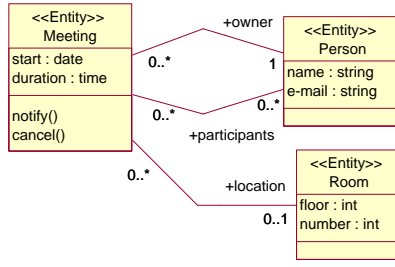 <<Entity>>
Meeting
start : date
duration : time
notify()
cancel()
+owner
0..*
1
<<Entity>>
Person
name : string
e-mail : string
0..*
0..*
+participants
0..*
+location
0..1
<<Entity>>
Room
floor : int
number : int